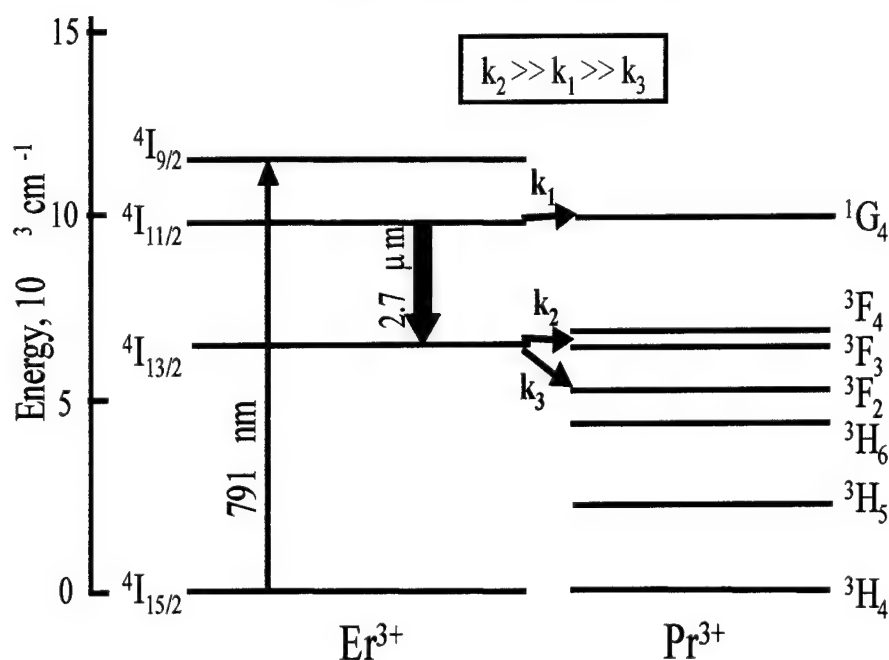 15
k₂ >> k₁ >> k₃
⁴I₉/₂
k₁
10
⁴I₁₁/₂
¹G₄
Energy, 10 ³ cm ⁻¹
2.7 µm
k₂
³F₄
⁴I₁₃/₂
³F₃
k₃
³F₂
5
³H₆
791 nm
³H₅
0
⁴I₁₅/₂
³H₄
Er³⁺
Pr³⁺